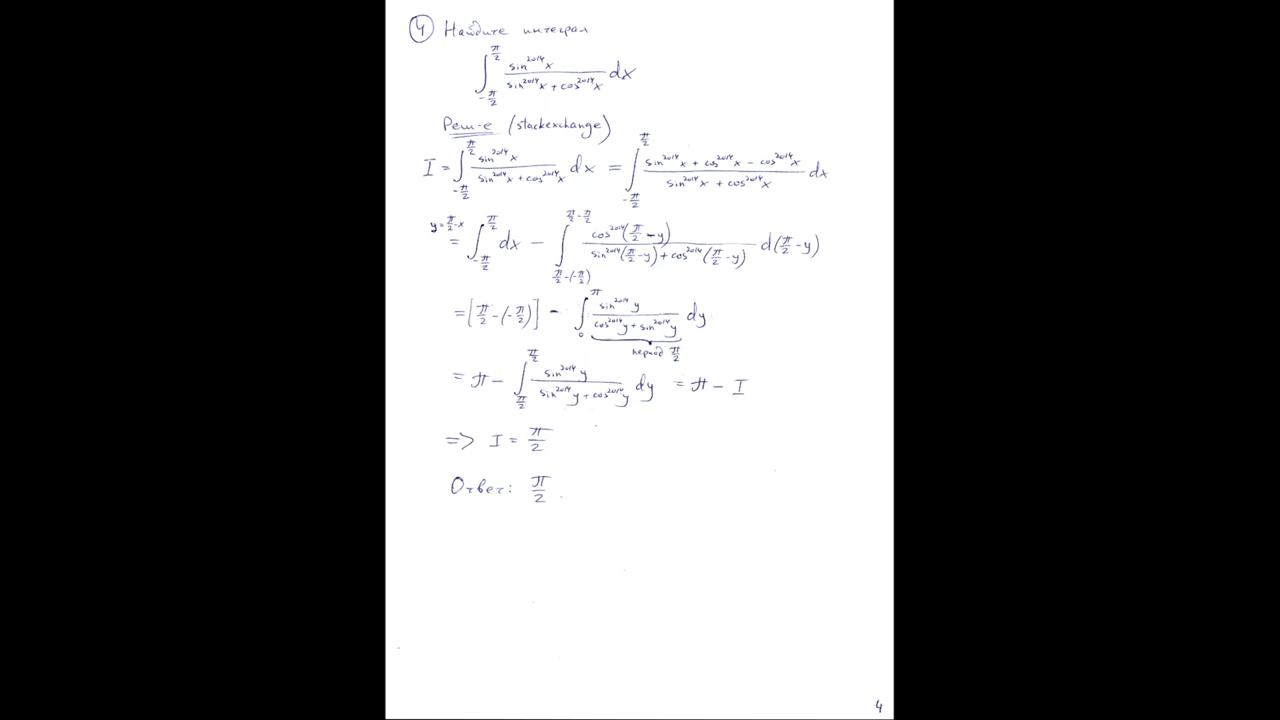 ④ Найдите интеграл
∫_{-π/2}^{π/2} sin^{2014}x / (sin^{2014}x + cos^{2014}x) dx
Реш-е (stackexchange)
I = ∫_{-π/2}^{π/2} sin^{2014}x / (sin^{2014}x + cos^{2014}x) dx = ∫_{-π/2}^{π/2} (sin^{2014}x + cos^{2014}x - cos^{2014}x) / (sin^{2014}x + cos^{2014}x) dx
y=π/2-x = ∫_{-π/2}^{π/2} dx - ∫_{π/2-(-π/2)}^{π/2-π/2} cos^{2014}(π/2-y) / (sin^{2014}(π/2-y) + cos^{2014}(π/2-y)) d(π/2-y)
= [π/2-(-π/2)] - ∫_{0}^{π} sin^{2014}y / (cos^{2014}y + sin^{2014}y) dy
период π/2
= π - ∫_{π/2}^{π/2} sin^{2014}y / (sin^{2014}y + cos^{2014}y) dy = π - I
=> I = π/2
Ответ: π/2.
4